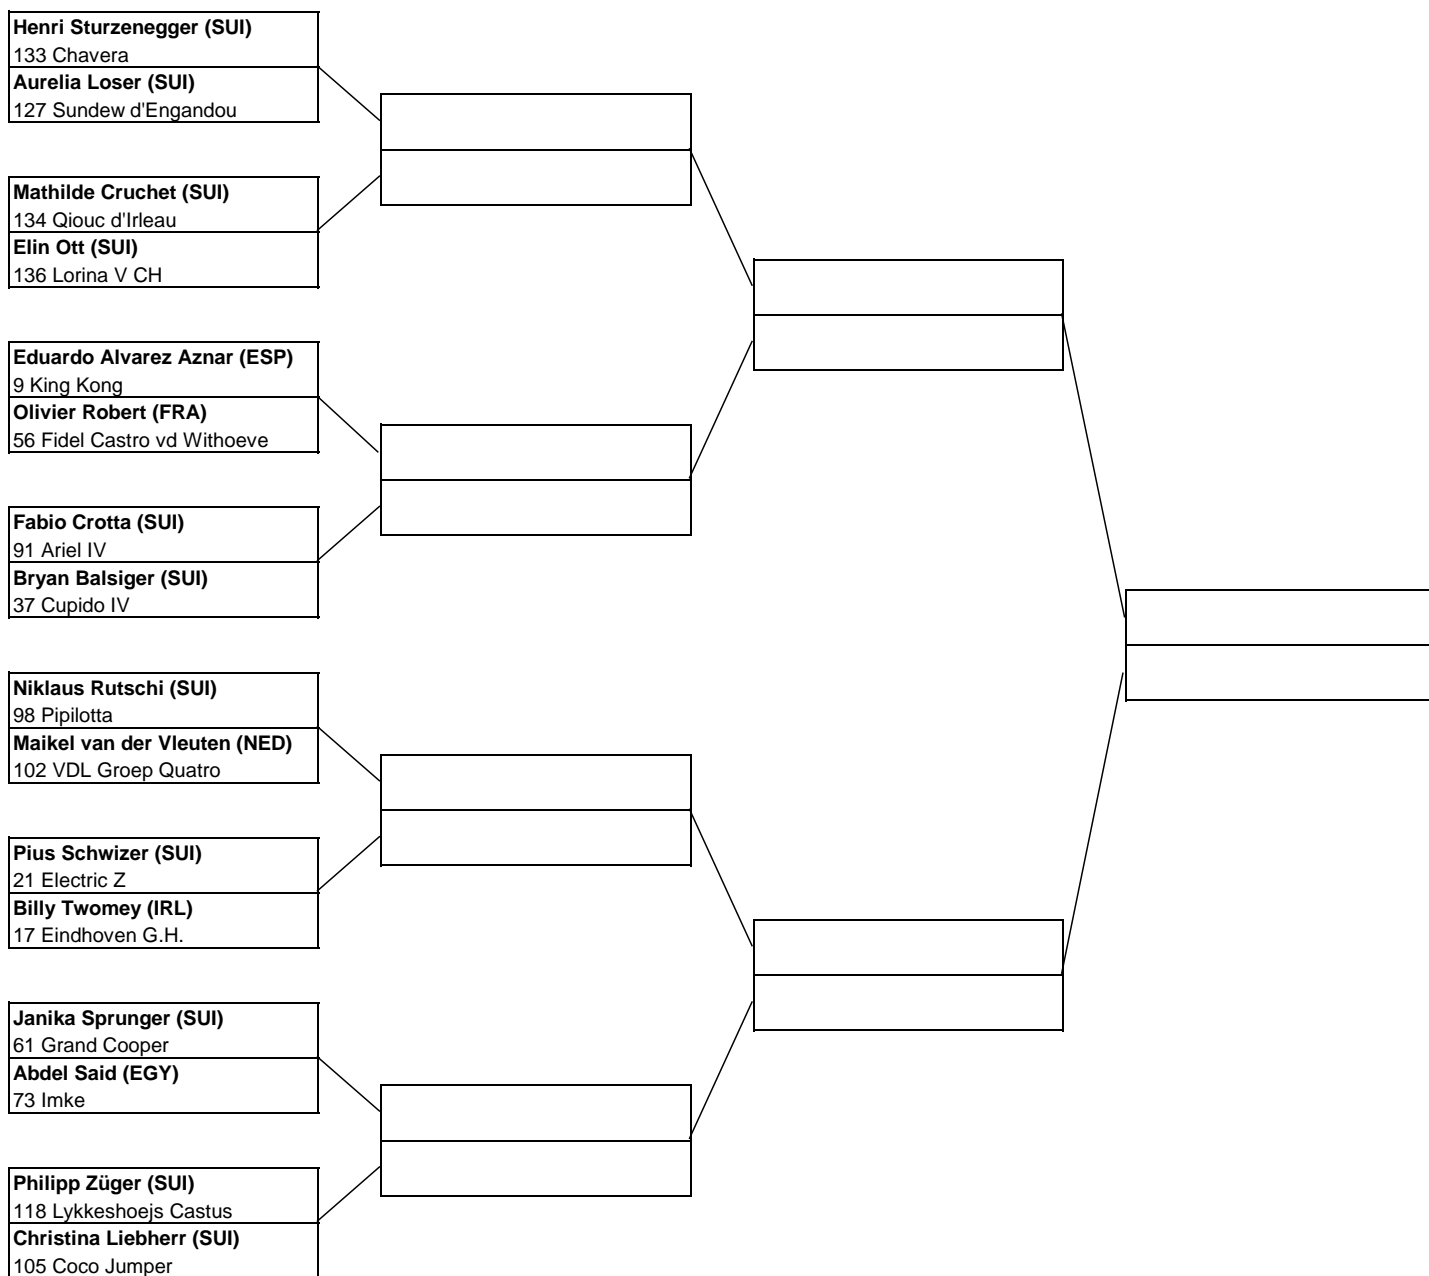 Henri Sturzenegger (SUI)
133 Chavera
Aurelia Loser (SUI)
127 Sundew d'Engandou
Mathilde Cruchet (SUI)
134 Qiouc d'Irleau
Elin Ott (SUI)
136 Lorina V CH
Eduardo Alvarez Aznar (ESP)
9 King Kong
Olivier Robert (FRA)
56 Fidel Castro vd Withoeve
Fabio Crotta (SUI)
91 Ariel IV
Bryan Balsiger (SUI)
37 Cupido IV
Niklaus Rutschi (SUI)
98 Pipilotta
Maikel van der Vleuten (NED)
102 VDL Groep Quatro
Pius Schwizer (SUI)
21 Electric Z
Billy Twomey (IRL)
17 Eindhoven G.H.
Janika Sprunger (SUI)
61 Grand Cooper
Abdel Said (EGY)
73 Imke
Philipp Züger (SUI)
118 Lykkeshoejs Castus
Christina Liebherr (SUI)
105 Coco Jumper